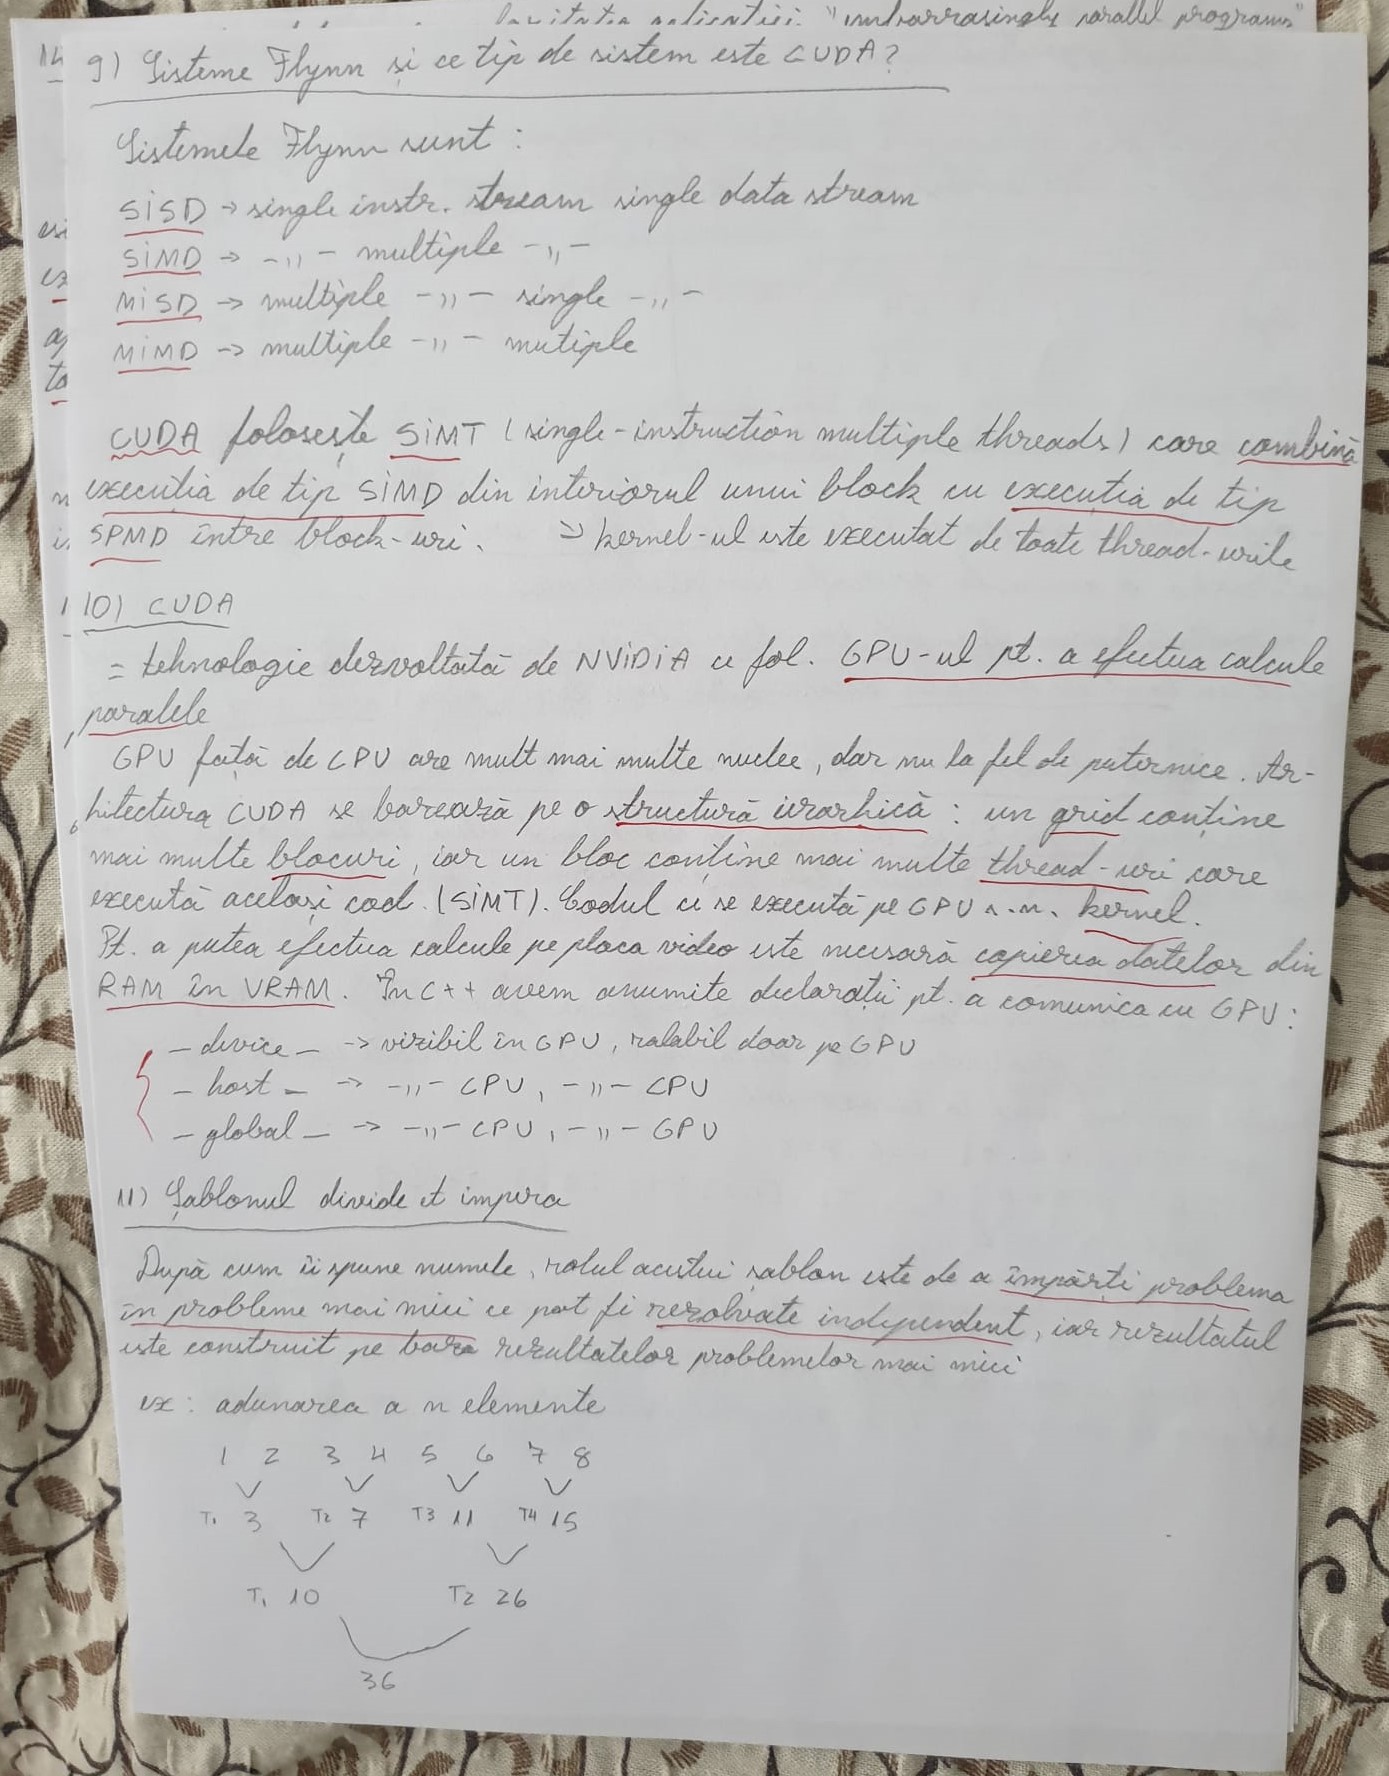 "embarrasingly parallel programs"
9) Sisteme Flynn și ce tip de sistem este CUDA?
Sistemele Flynn sunt :
SISD → single instr. stream single data stream
SIMD → -,,- multiple -,,-
MISD → multiple -,,- single -,,-
MIMD → multiple -,,- mutiple
CUDA folosește SIMT (single-instruction multiple threads) care combină
execuția de tip SIMD din interiorul unui block cu execuția de tip
SPMD între block-uri. → kernel-ul este executat de toate thread-urile
10) CUDA
= tehnologie dezvoltată de NVIDIA ce fol. GPU-ul pt. a efectua calcule
paralele
GPU față de CPU are mult mai multe nuclee, dar nu la fel de puternice. Ar-
hitectura CUDA se bazează pe o structură ierarhică : un grid conține
mai multe blocuri, iar un bloc conține mai multe thread-uri care
execută același cod. (SIMT). Codul ce se execută pe GPU s.n. kernel.
Pt. a putea efectua calcule pe placa video este necesară copierea datelor din
RAM în VRAM. În C++ avem anumite declarații pt. a comunica cu GPU :
_device_ → vizibil în GPU, rulabil doar pe GPU
_host_ → -,,- CPU, -,,- CPU
_global_ → -,,- CPU, -,,- GPU
11) Șablonul divide et impera
După cum îi spune numele, rolul acestui șablon este de a împărți problema
în probleme mai mici ce pot fi rezolvate independent, iar rezultatul
este construit pe baza rezultatelor problemelor mai mici
ex : adunarea a n elemente
1 2 3 4 5 6 7 8
T1 3 T2 7 T3 11 T4 15
T1 10 T2 26
36